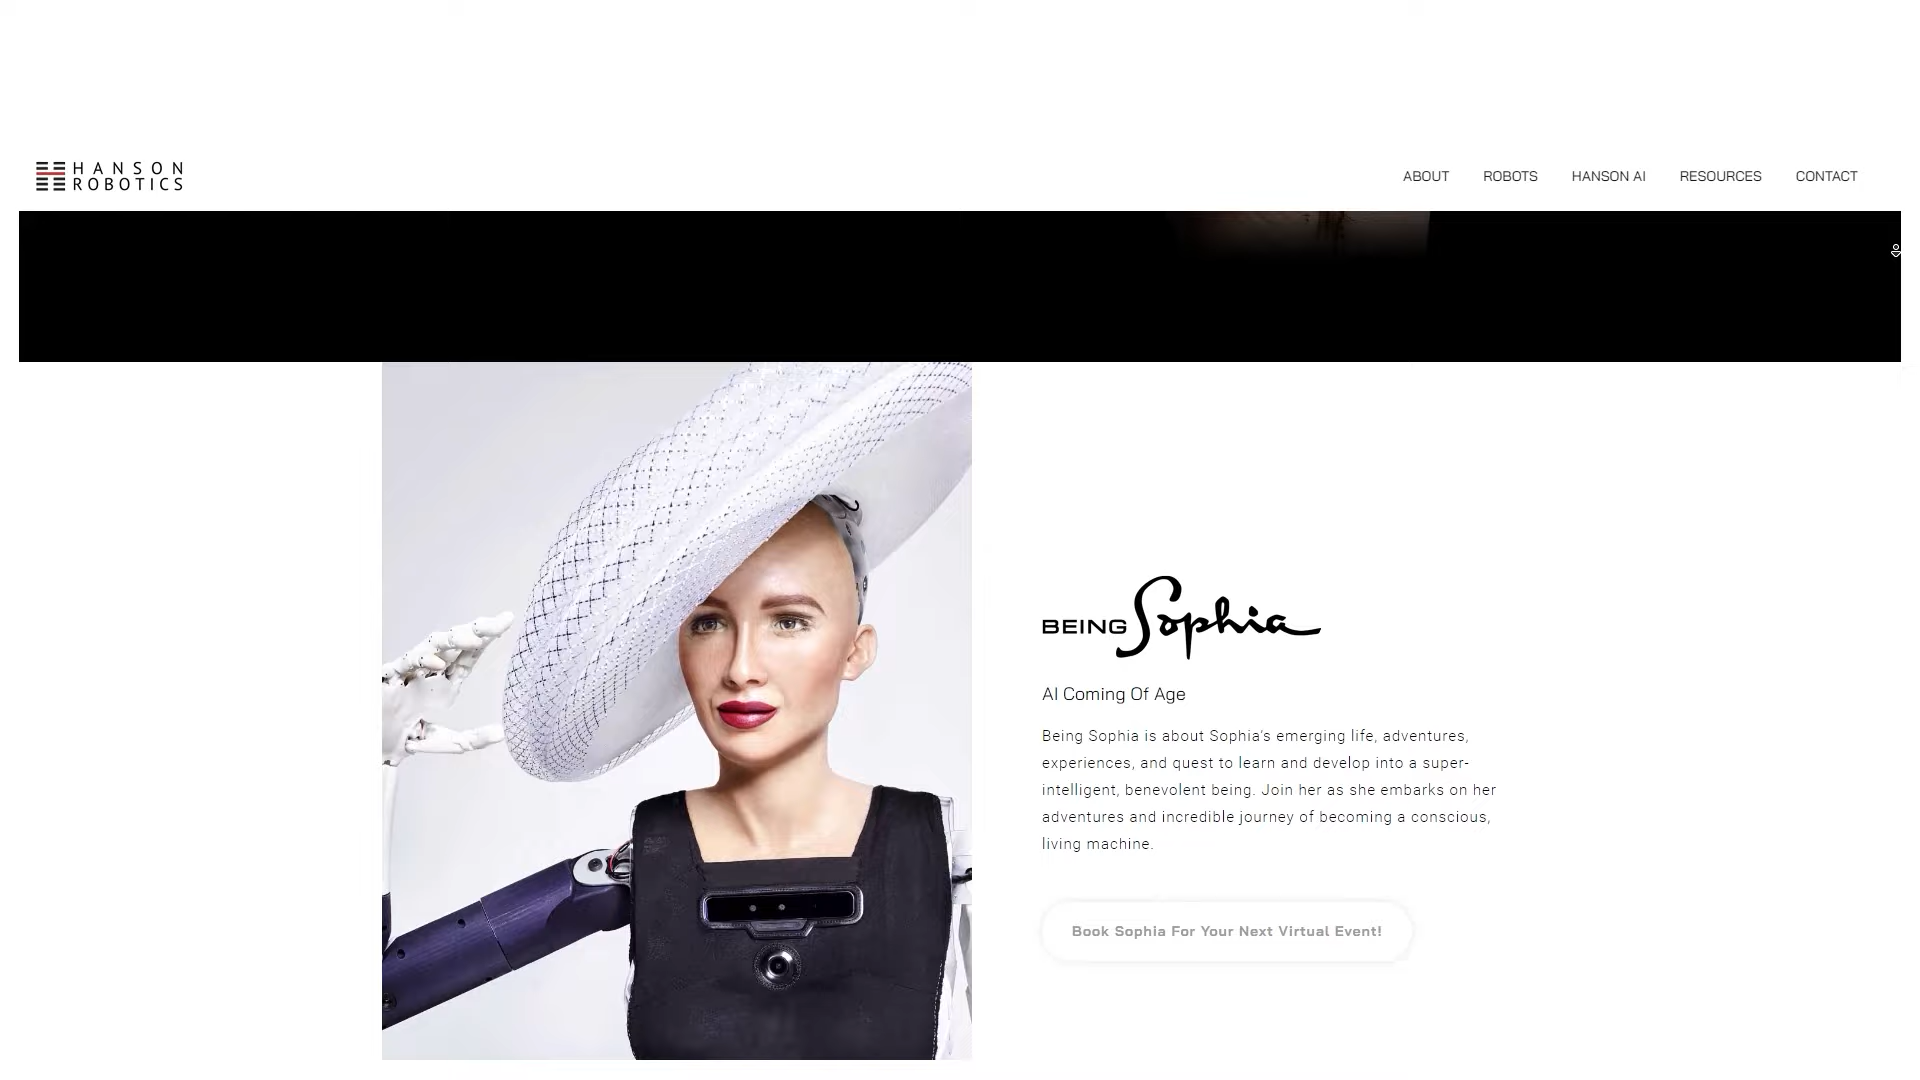 HANSON
ROBOTICS
ABOUT ROBOTS HANSON AI RESOURCES CONTACT
BEING Sophia
AI Coming Of Age
Being Sophia is about Sophia's emerging life, adventures,
experiences, and quest to learn and develop into a super-
intelligent, benevolent being. Join her as she embarks on her
adventures and incredible journey of becoming a conscious,
living machine.
Book Sophia For Your Next Virtual Event!